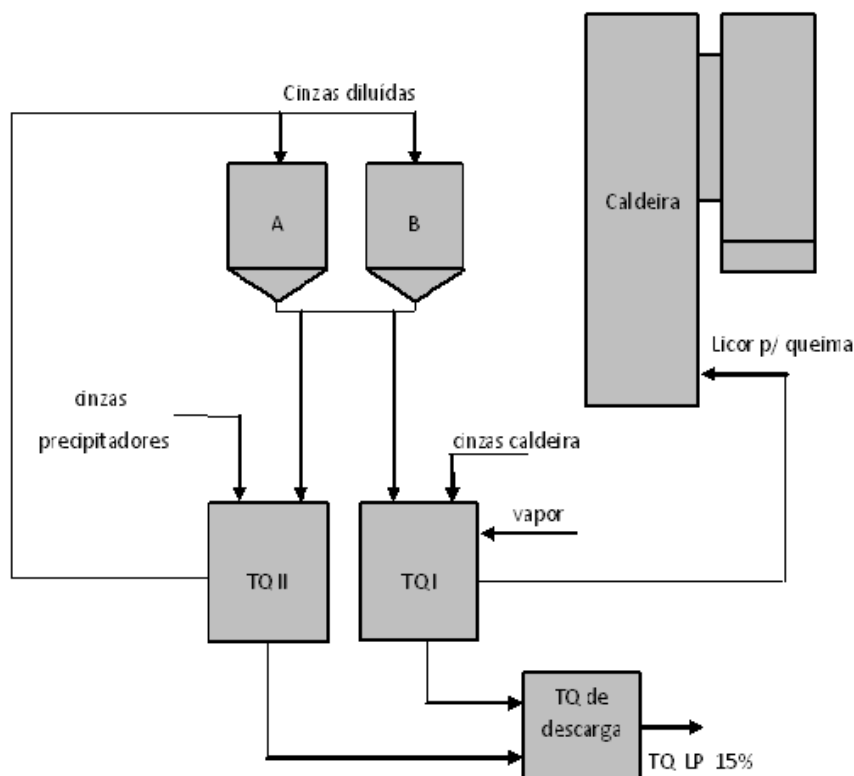 Cinzas diluídas
A
B
Caldeira
Licor p/ queima
cinzas
precipitadores
cinzas caldeira
vapor
TQ II
TQ I
TQ de
descarga
TQ LP 15%